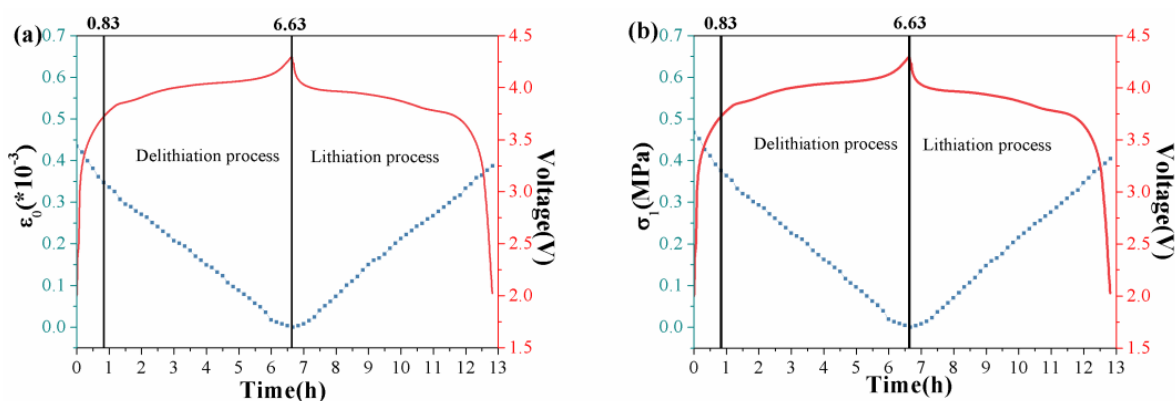 (a)
0.83
6.63
0.7
0.6
0.5
0.4
0.3
0.2
0.1
0.0
ε₀(*10⁻³)
Delithiation process
Lithiation process
4.5
4.0
3.5
3.0
2.5
2.0
1.5
Voltage(V)
0 1 2 3 4 5 6 7 8 9 10 11 12 13
Time(h)
(b)
0.83
6.63
0.7
0.6
0.5
0.4
0.3
0.2
0.1
0.0
σ₁(MPa)
Delithiation process
Lithiation process
4.5
4.0
3.5
3.0
2.5
2.0
1.5
Voltage(V)
0 1 2 3 4 5 6 7 8 9 10 11 12 13
Time(h)